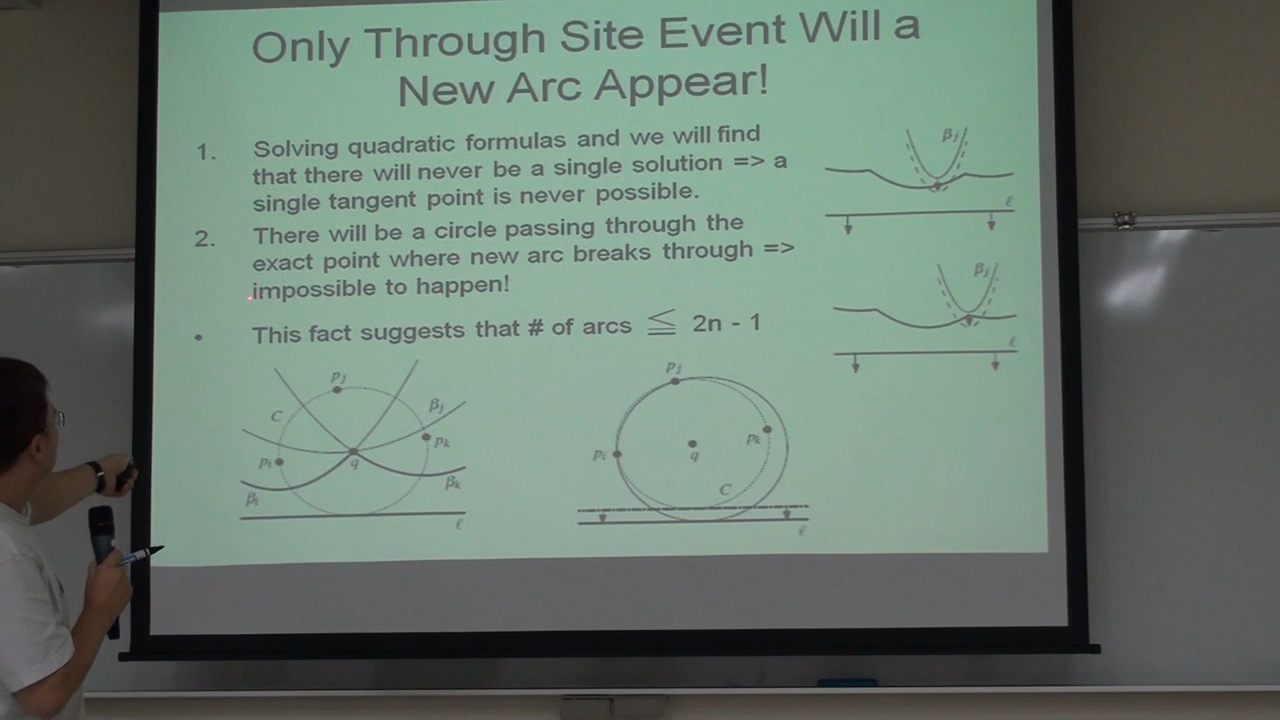 Only Through Site Event Will a
New Arc Appear!
1. Solving quadratic formulas and we will find
that there will never be a single solution => a
single tangent point is never possible.
2. There will be a circle passing through the
exact point where new arc breaks through =>
impossible to happen!
• This fact suggests that # of arcs ≦ 2n - 1
βj
ℓ
βj
ℓ
pj
C
βj
pk
pi
q
βi
βk
ℓ
pj
pi
pk
q
C
ℓ